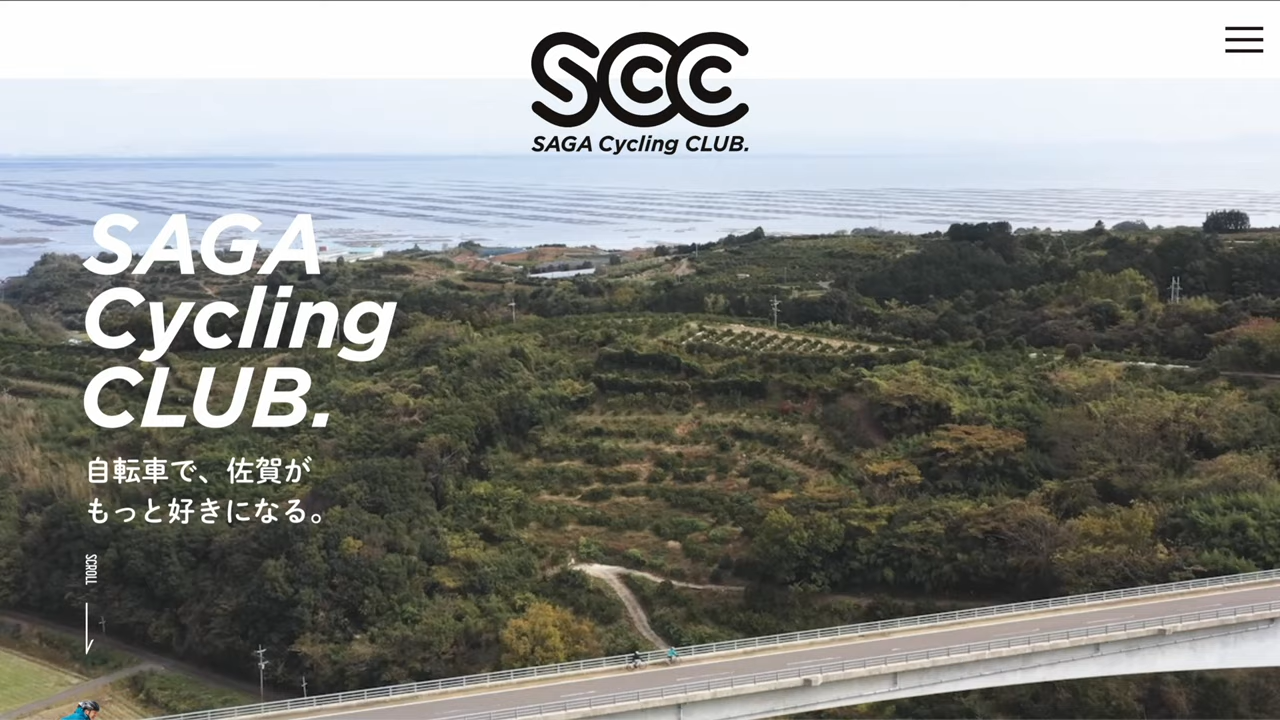 SCC
SAGA Cycling CLUB.
SAGA
Cycling
CLUB.
自転車で、佐賀が
もっと好きになる。
SCROLL